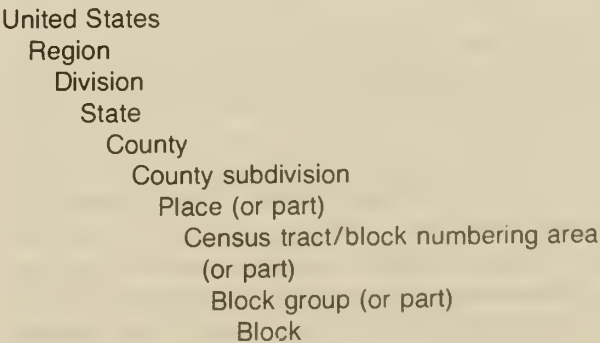 United States
Region
Division
State
County
County subdivision
Place (or part)
Census tract/block numbering area
(or part)
Block group (or part)
Block